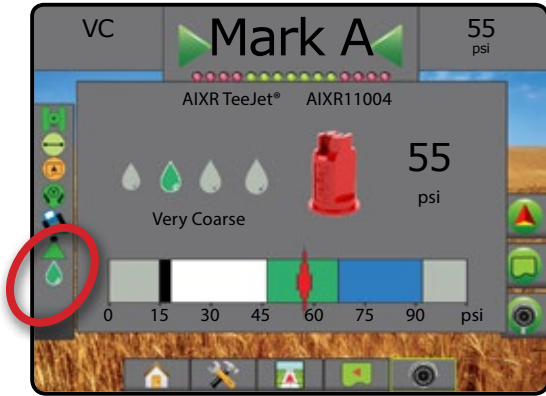 VC
Mark A
55
psi
AIXR TeeJet® AIXR11004
55
psi
Very Coarse
0 15 30 45 60 75 90 psi